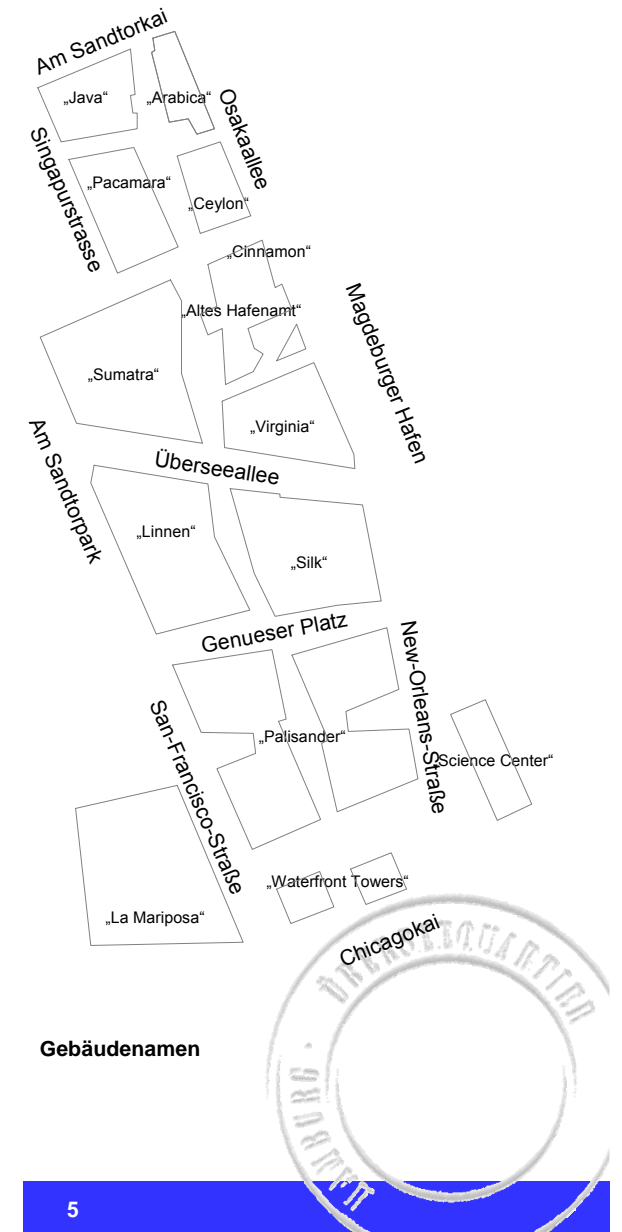 Am Sandtorkai
„Java“
„Arabica“
Osakaallee
Singapurstrasse
„Pacamara“
„Ceylon“
„Cinnamon“
„Altes Hafenamt“
Magdeburger Hafen
„Sumatra“
„Virginia“
Am Sandtorpark
Überseeallee
„Linnen“
„Silk“
Genueser Platz
New-Orleans-Straße
San-Francisco-Straße
„Palisander“
„Science Center“
„Waterfront Towers“
„La Mariposa“
Chicagokai
ÜBERSEEQUARTIER
HAMBURG
Gebäudenamen
5